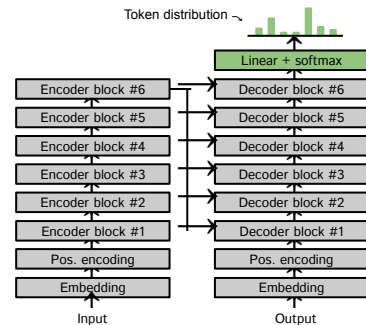 Token distribution
Linear + softmax
Encoder block #6
Decoder block #6
Encoder block #5
Decoder block #5
Encoder block #4
Decoder block #4
Encoder block #3
Decoder block #3
Encoder block #2
Decoder block #2
Encoder block #1
Decoder block #1
Pos. encoding
Pos. encoding
Embedding
Embedding
Input
Output